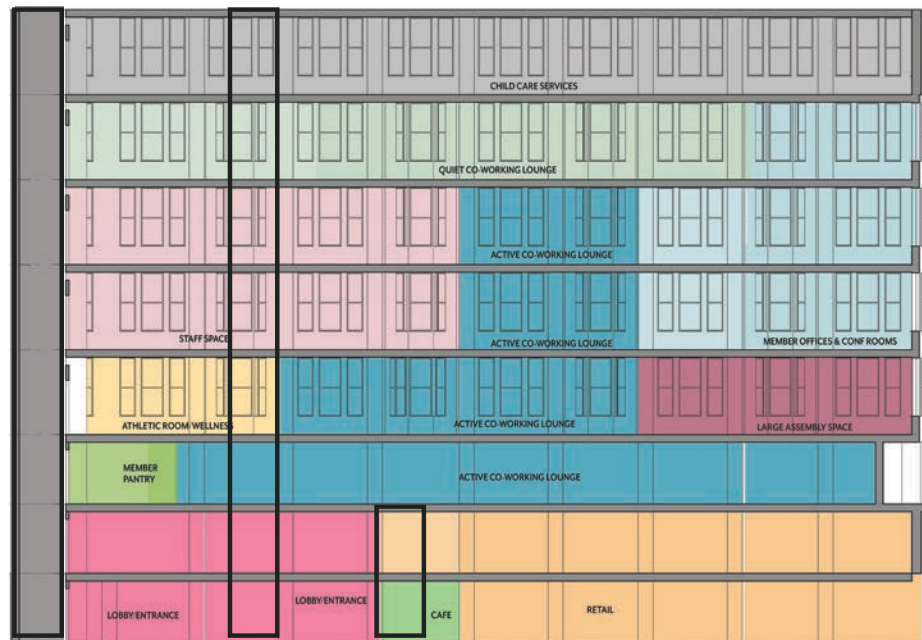 CHILD CARE SERVICES
QUIET CO-WORKING LOUNGE
ACTIVE CO-WORKING LOUNGE
STAFF SPACE
ACTIVE CO-WORKING LOUNGE
MEMBER OFFICES & CONF ROOMS
ATHLETIC ROOM/WELLNESS
ACTIVE CO-WORKING LOUNGE
LARGE ASSEMBLY SPACE
MEMBER
PANTRY
ACTIVE CO-WORKING LOUNGE
LOBBY/ENTRANCE
LOBBY/ENTRANCE
CAFE
RETAIL